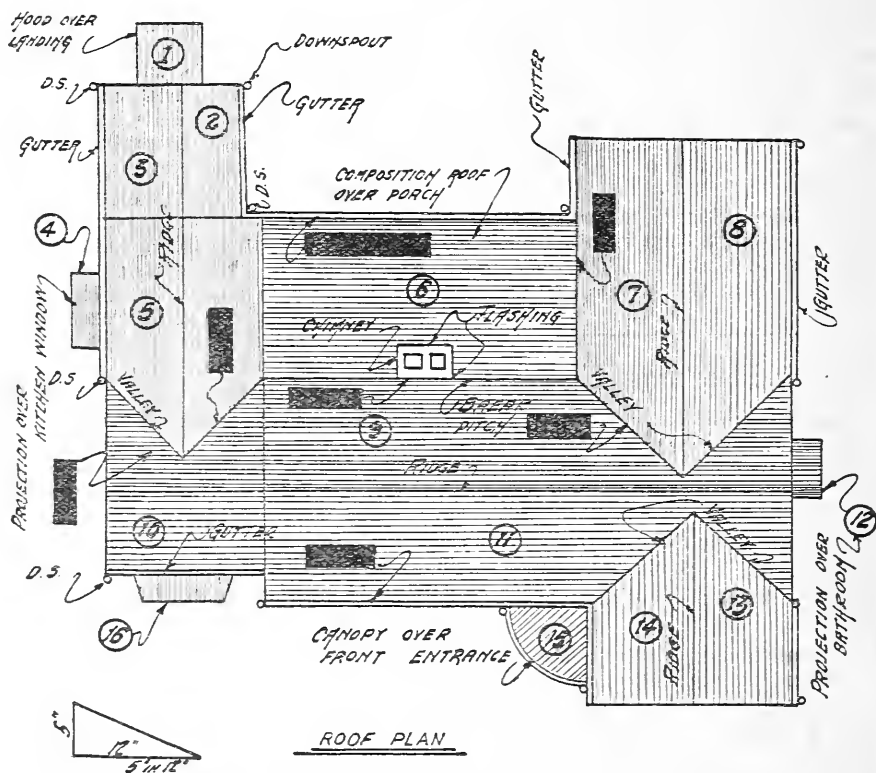 HOOD OVER
LANDING
1
DOWNSPOUT
D.S.
2
GUTTER
GUTTER
GUTTER
3
D.S.
COMPOSITION ROOF
OVER PORCH
4
RIDGE
8
5
6
7
GUTTER
CHIMNEY
FLASHING
RIDGE
PROJECTION OVER
KITCHEN WINDOW
D.S.
VALLEY
BREAK
PITCH
VALLEY
9
RIDGE
10
GUTTER
11
VALLEY
12
D.S.
16
CANOPY OVER
FRONT ENTRANCE
15
14
RIDGE
13
PROJECTION OVER
BATHROOM
5"
12"
5" IN 12"
ROOF PLAN